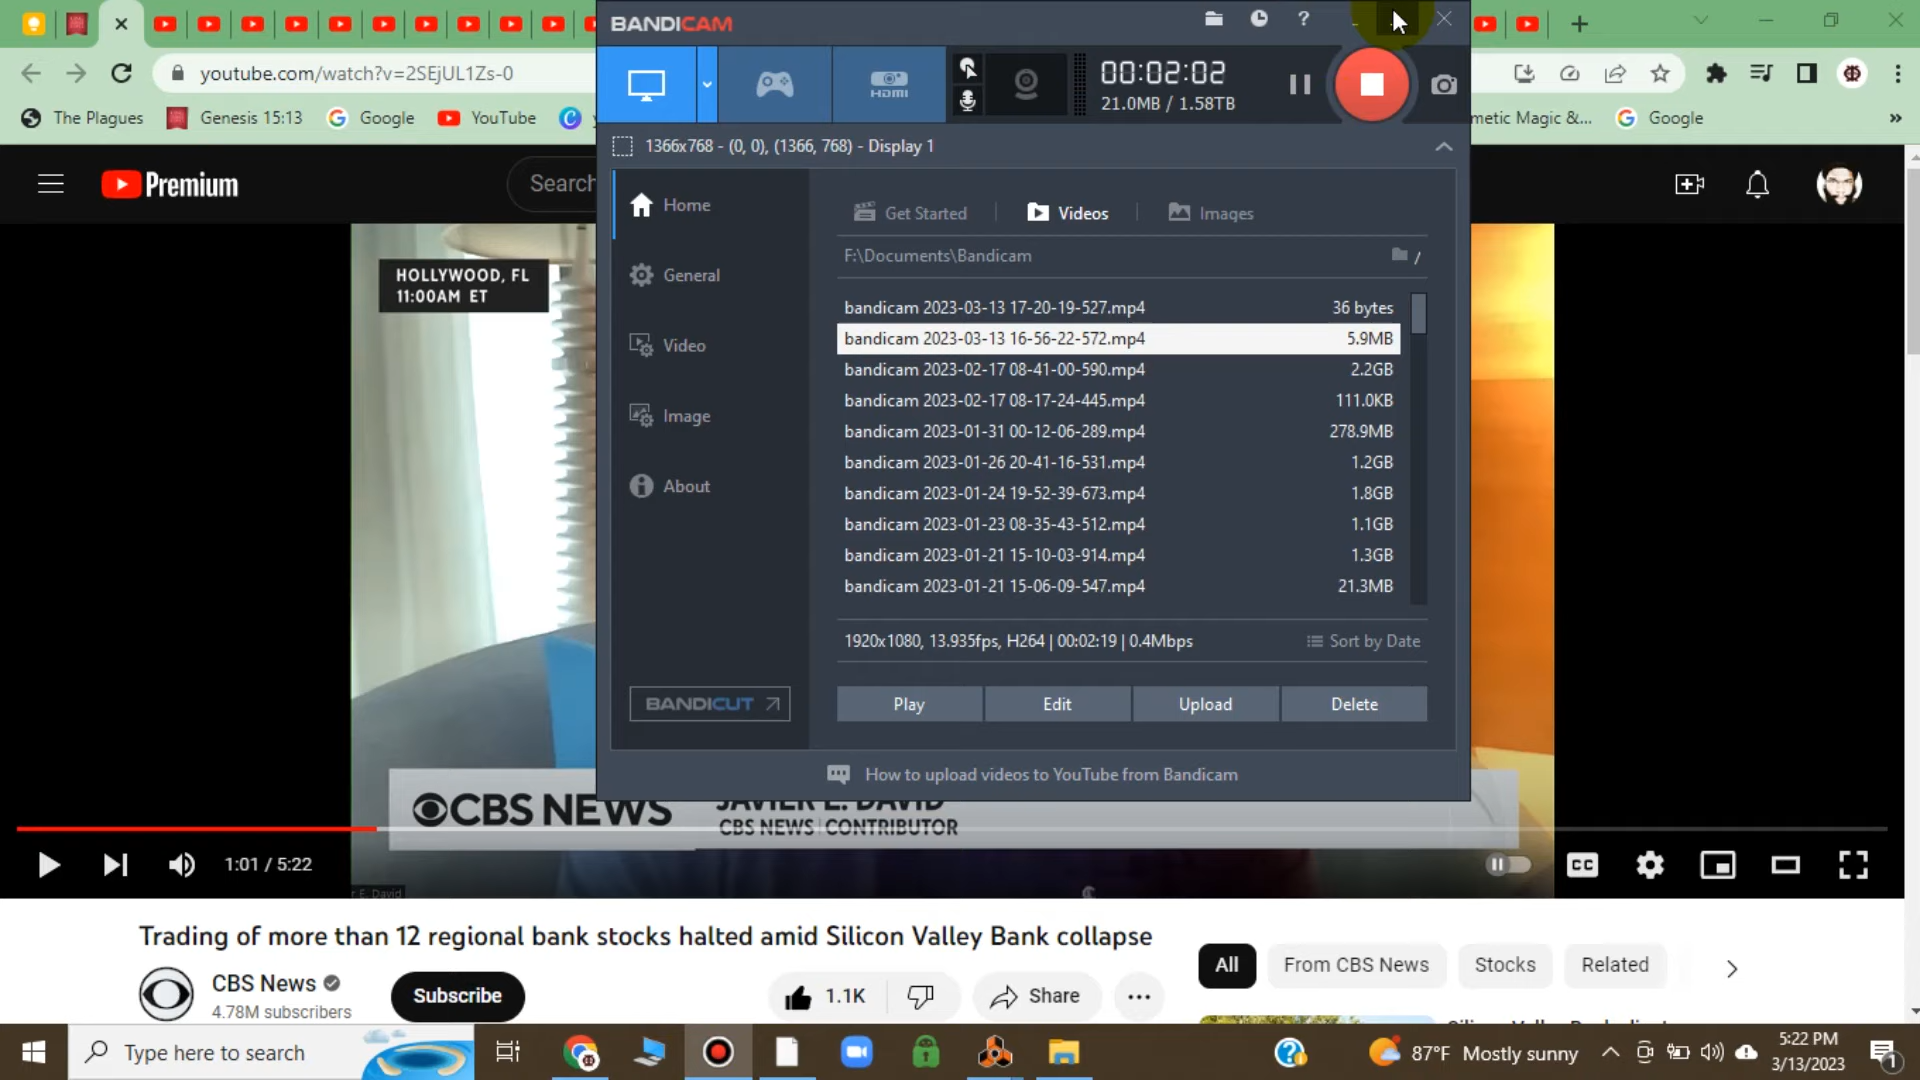 BANDICAM
youtube.com/watch?v=2SEjUL1Zs-0
HDMI
00:02:02
21.0MB / 1.58TB
The Plagues
Genesis 15:13
Google
YouTube
metic Magic &...
Google
1366x768 - (0, 0), (1366, 768) - Display 1
Premium
Search
Home
General
Video
Image
About
Get Started
Videos
Images
F:\Documents\Bandicam
bandicam 2023-03-13 17-20-19-527.mp4 36 bytes
bandicam 2023-03-13 16-56-22-572.mp4 5.9MB
bandicam 2023-02-17 08-41-00-590.mp4 2.2GB
bandicam 2023-02-17 08-17-24-445.mp4 111.0KB
bandicam 2023-01-31 00-12-06-289.mp4 278.9MB
bandicam 2023-01-26 20-41-16-531.mp4 1.2GB
bandicam 2023-01-24 19-52-39-673.mp4 1.8GB
bandicam 2023-01-23 08-35-43-512.mp4 1.1GB
bandicam 2023-01-21 15-10-03-914.mp4 1.3GB
bandicam 2023-01-21 15-06-09-547.mp4 21.3MB
1920x1080, 13.935fps, H264 | 00:02:19 | 0.4Mbps
Sort by Date
BANDICUT
Play
Edit
Upload
Delete
How to upload videos to YouTube from Bandicam
HOLLYWOOD, FL
11:00AM ET
CBS NEWS
JAVIER E. DAVID
CBS NEWS | CONTRIBUTOR
1:01 / 5:22
CC
r E. David
Trading of more than 12 regional bank stocks halted amid Silicon Valley Bank collapse
CBS News
4.78M subscribers
Subscribe
1.1K
Share
All
From CBS News
Stocks
Related
Type here to search
87°F Mostly sunny
5:22 PM
3/13/2023
1